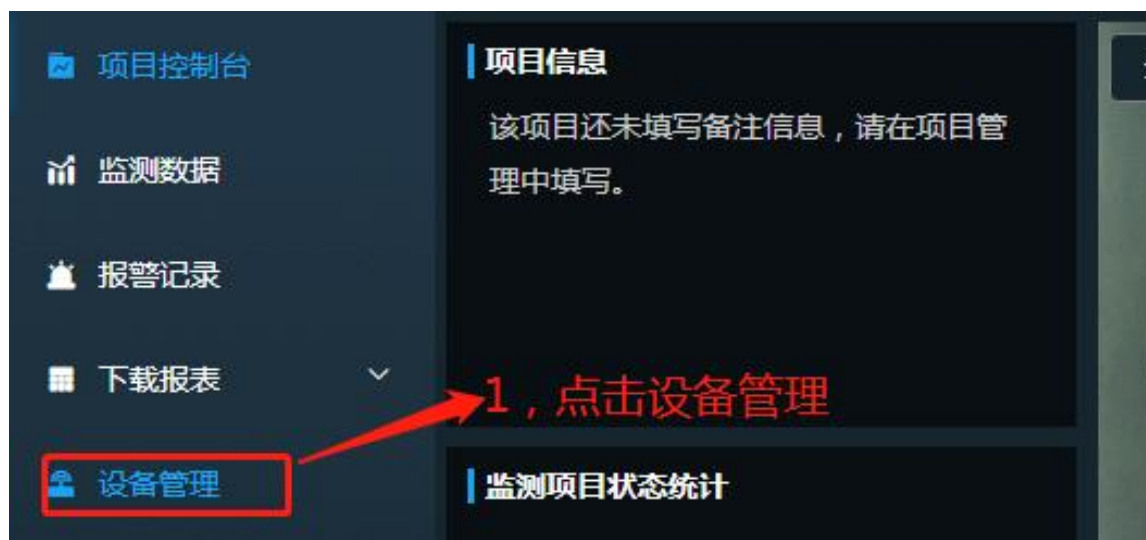 项目控制台
监测数据
报警记录
下载报表
设备管理
项目信息
该项目还未填写备注信息，请在项目管
理中填写。
1，点击设备管理
监测项目状态统计